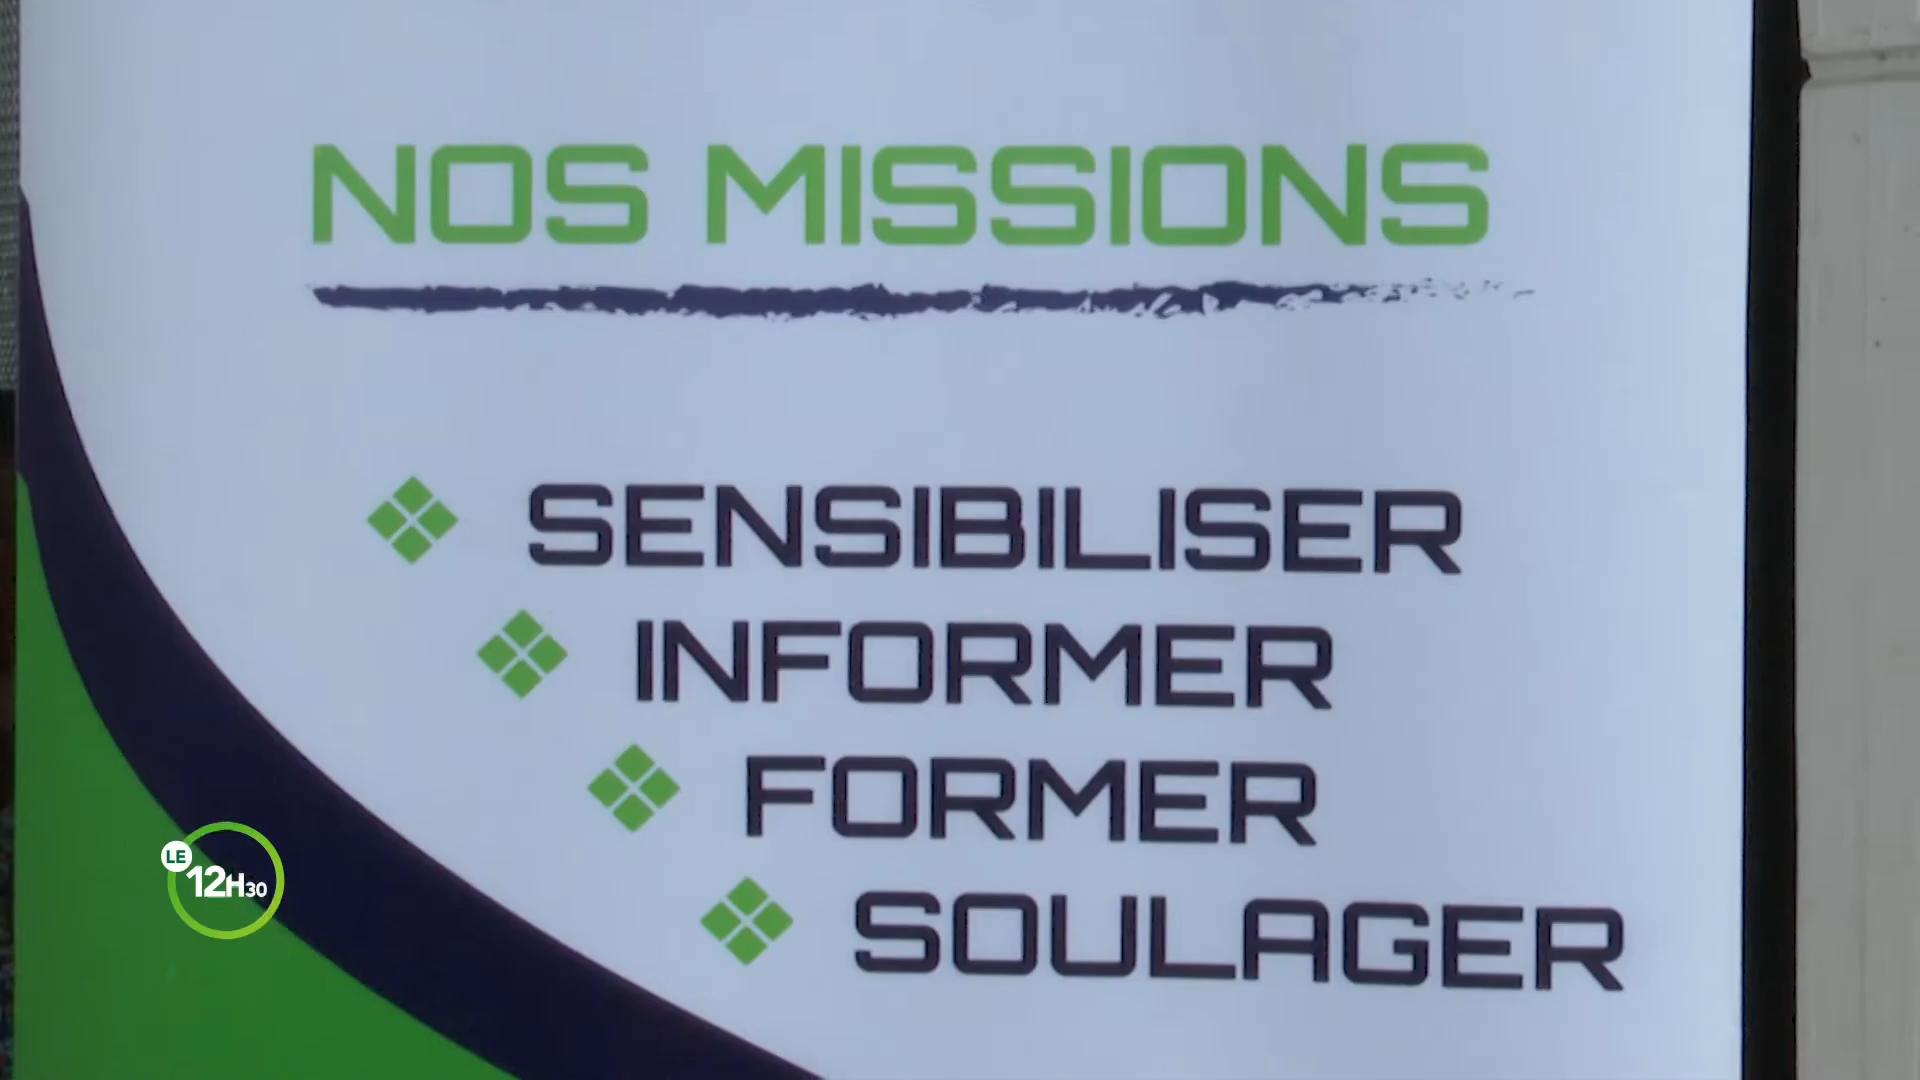 NOS MISSIONS
SENSIBILISER
INFORMER
FORMER
SOULAGER
LE
12H30